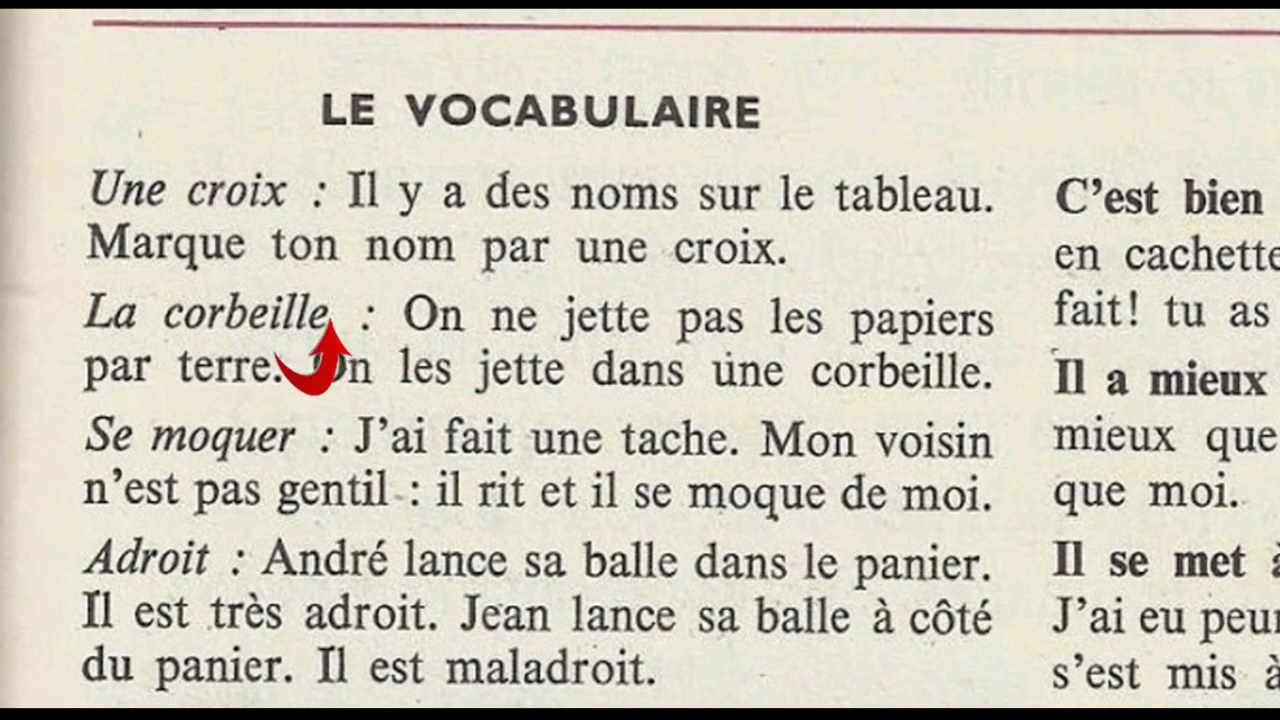 LE VOCABULAIRE
Une croix : Il y a des noms sur le tableau.
Marque ton nom par une croix.
La corbeille : On ne jette pas les papiers
par terre. On les jette dans une corbeille.
Se moquer : J'ai fait une tache. Mon voisin
n'est pas gentil : il rit et il se moque de moi.
Adroit : André lance sa balle dans le panier.
Il est très adroit. Jean lance sa balle à côté
du panier. Il est maladroit.
C'est bien
en cachette
fait! tu as
Il a mieux
mieux que
que moi.
Il se met à
J'ai eu peur
s'est mis à